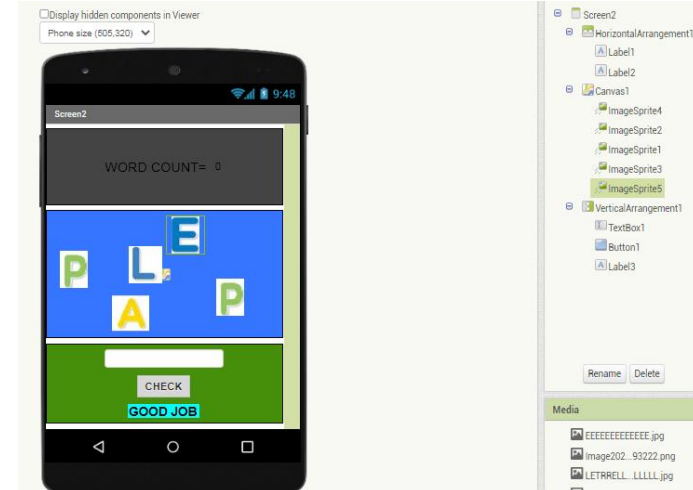 Display hidden components in Viewer
Phone size (505,320)
9:48
Screen2
WORD COUNT= 0
E
L
P
A
P
CHECK
GOOD JOB
Screen2
HorizontalArrangement1
Label1
Label2
Canvas1
ImageSprite4
ImageSprite2
ImageSprite1
ImageSprite3
ImageSprite5
VerticalArrangement1
TextBox1
Button1
Label3
Rename Delete
Media
EEEEEEEEEEEEE.jpg
Image202...93222.png
LETRRELL...LLLLL.jpg